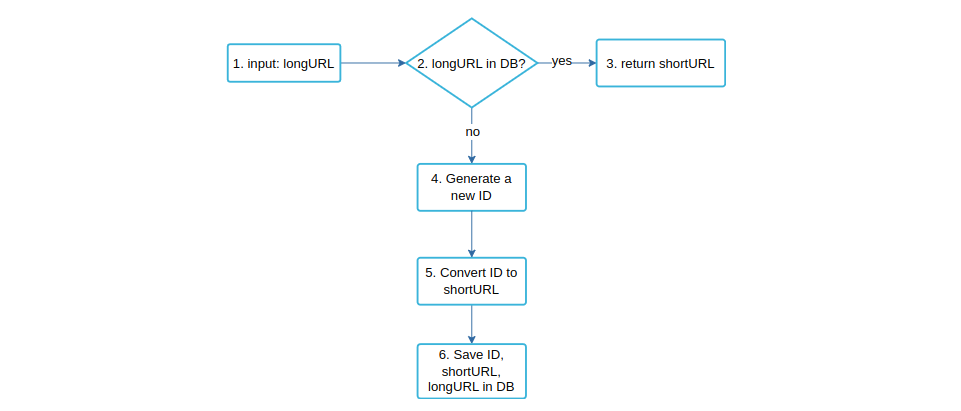 1. input: longURL
2. longURL in DB?
yes
3. return shortURL
no
4. Generate a
new ID
5. Convert ID to
shortURL
6. Save ID,
shortURL,
longURL in DB